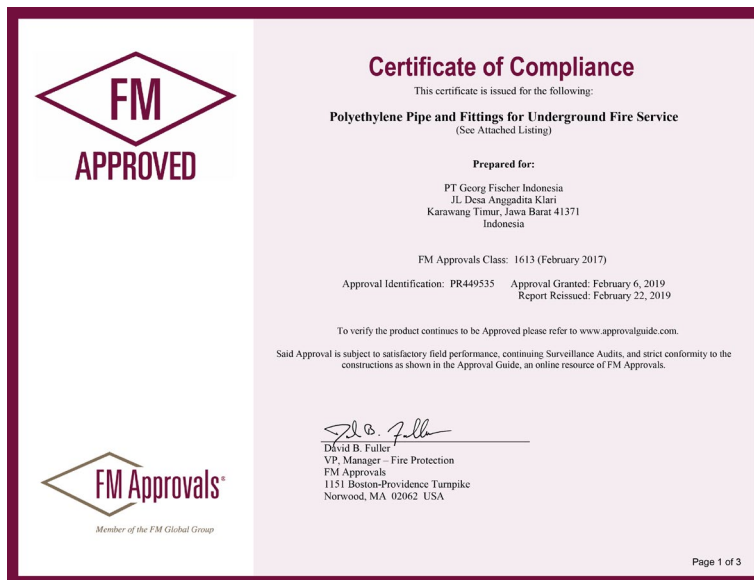 FM
APPROVED
Certificate of Compliance
This certificate is issued for the following:
Polyethylene Pipe and Fittings for Underground Fire Service
(See Attached Listing)
Prepared for:
PT Georg Fischer Indonesia
JL Desa Anggadita Klari
Karawang Timur, Jawa Barat 41371
Indonesia
FM Approvals Class: 1613 (February 2017)
Approval Identification: PR449535 Approval Granted: February 6, 2019
Report Reissued: February 22, 2019
To verify the product continues to be Approved please refer to www.approvalguide.com.
Said Approval is subject to satisfactory field performance, continuing Surveillance Audits, and strict conformity to the
constructions as shown in the Approval Guide, an online resource of FM Approvals.
David B. Fuller
VP, Manager – Fire Protection
FM Approvals
1151 Boston-Providence Turnpike
Norwood, MA 02062 USA
FM Approvals®
Member of the FM Global Group
Page 1 of 3